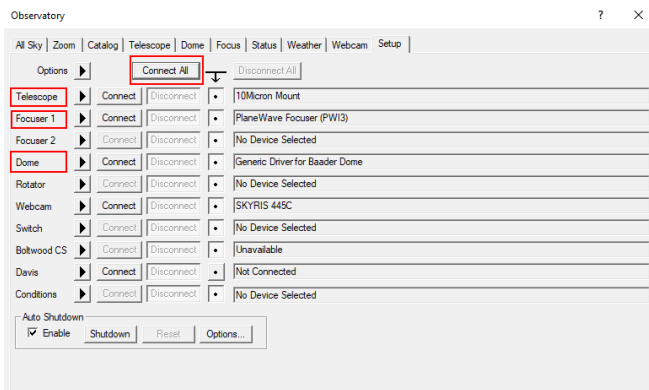 Observatory ?
All Sky Zoom Catalog Telescope Dome Focus Status Weather Webcam Setup
Options Connect All Disconnect All
Telescope Connect Disconnect 10Micron Mount
Focuser 1 Connect Disconnect PlaneWave Focuser (PWI3)
Focuser 2 Connect Disconnect No Device Selected
Dome Connect Disconnect Generic Driver for Baader Dome
Rotator Connect Disconnect No Device Selected
Webcam Connect Disconnect SKYRIS 445C
Switch Connect Disconnect No Device Selected
Boltwood CS Connect Disconnect Unavailable
Davis Connect Disconnect Not Connected
Conditions Connect Disconnect No Device Selected
Auto Shutdown
Enable Shutdown Reset Options...